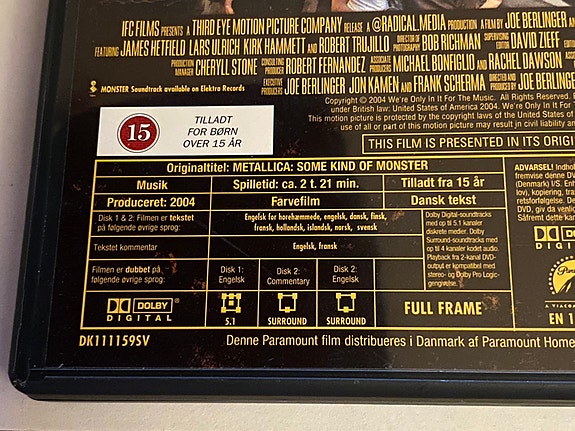 IFC FILMS PRESENTS A THIRD EYE MOTION PICTURE COMPANY RELEASE A @RADICAL.MEDIA PRODUCTION A FILM BY JOE BERLINGER AND
FEATURING JAMES HETFIELD LARS ULRICH KIRK HAMMETT AND ROBERT TRUJILLO DIRECTOR OF PHOTOGRAPHY BOB RICHMAN SUPERVISING EDITOR DAVID ZIEFF
PRODUCTION MANAGER CHERYLL STONE CONSULTING PRODUCER ROBERT FERNANDEZ ASSOCIATE PRODUCERS MICHAEL BONFIGLIO AND RACHEL DAWSON
EXECUTIVE PRODUCERS JOE BERLINGER JON KAMEN AND FRANK SCHERMA DIRECTED AND PRODUCED BY JOE BERLINGER
MONSTER Soundtrack available on Elektra Records
Copyright © 2004 We're Only In It For The Music. All Rights Reserved.
under British law: United States of America 2004.
This motion picture is protected by the copyright laws of the United States of
use of all or part of this motion picture may result in civil liability an
15
TILLADT
FOR BØRN
OVER 15 ÅR
THIS FILM IS PRESENTED IN ITS ORIG
Originaltitel: METALLICA: SOME KIND OF MONSTER
Musik
Spilletid: ca. 2 t. 21 min.
Tilladt fra 15 år
Produceret: 2004
Farvefilm
Dansk tekst
Disk 1 & 2: Filmen er tekstet
på følgende øvrige sprog:
Engelsk for hørehæmmede, engelsk, dansk, finsk,
fransk, hollandsk, islandsk, norsk, svensk
Tekstet kommentar
Engelsk, fransk
Filmen er dubbet på
følgende øvrige sprog:
Disk 1:
Engelsk
Disk 2:
Commentary
Disk 2:
Engelsk
DOLBY
DIGITAL
5.1
SURROUND
SURROUND
Dolby Digital-soundtracks
med op til 5.1 kanaler
diskrete medier. Dolby
Surround-soundtracks med
op til 4 kanaler kodet audio.
Playback fra 2-kanal DVD-
output er kompatibel med
stereo- og Dolby Pro Logic-
gengivelse.
FULL FRAME
ADVARSEL! Indhol
fremvise denne DV
(Danmark) I/S. Ent
lov), kopiering, tra
retsforfølgelse. De
DVD, giv da venlig
Såfremt dette kan
D
DIG
Paramount
A VIACO
EN 1
DK111159SV
Denne Paramount film distribueres i Danmark af Paramount Home